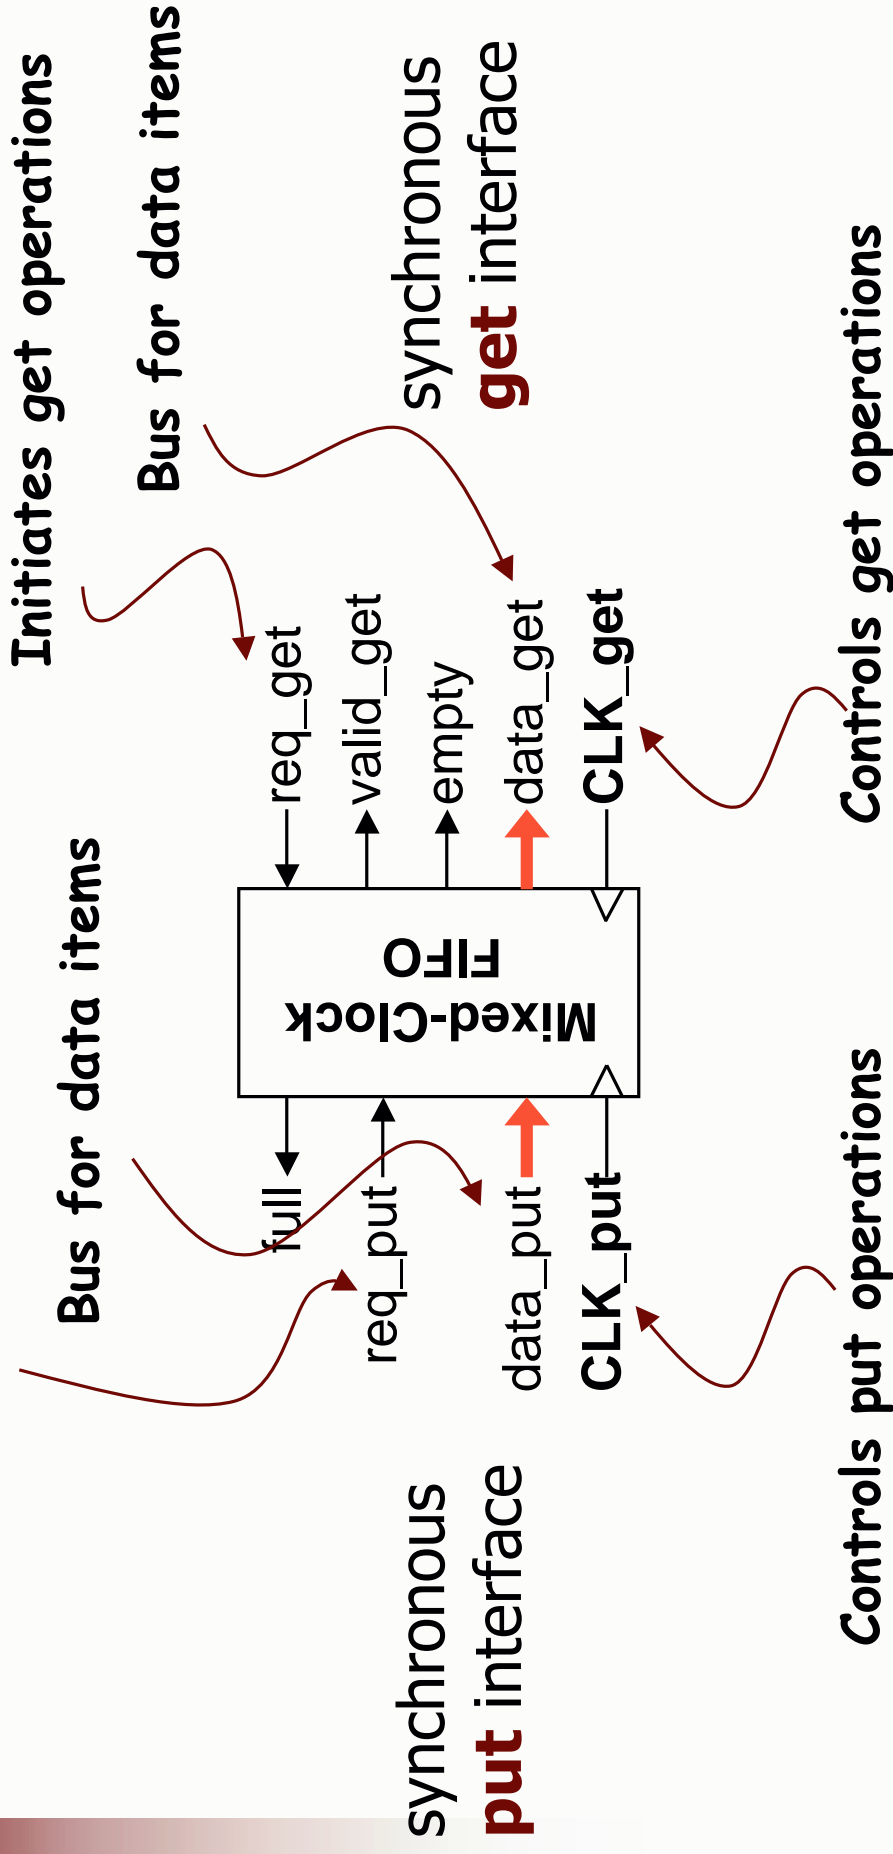 Initiates get operations
Bus for data items
Bus for data items
synchronous
put interface
full
req_put
data_put
CLK_put
Mixed-Clock
FIFO
req_get
valid_get
empty
data_get
CLK_get
synchronous
get interface
Controls put operations
Controls get operations